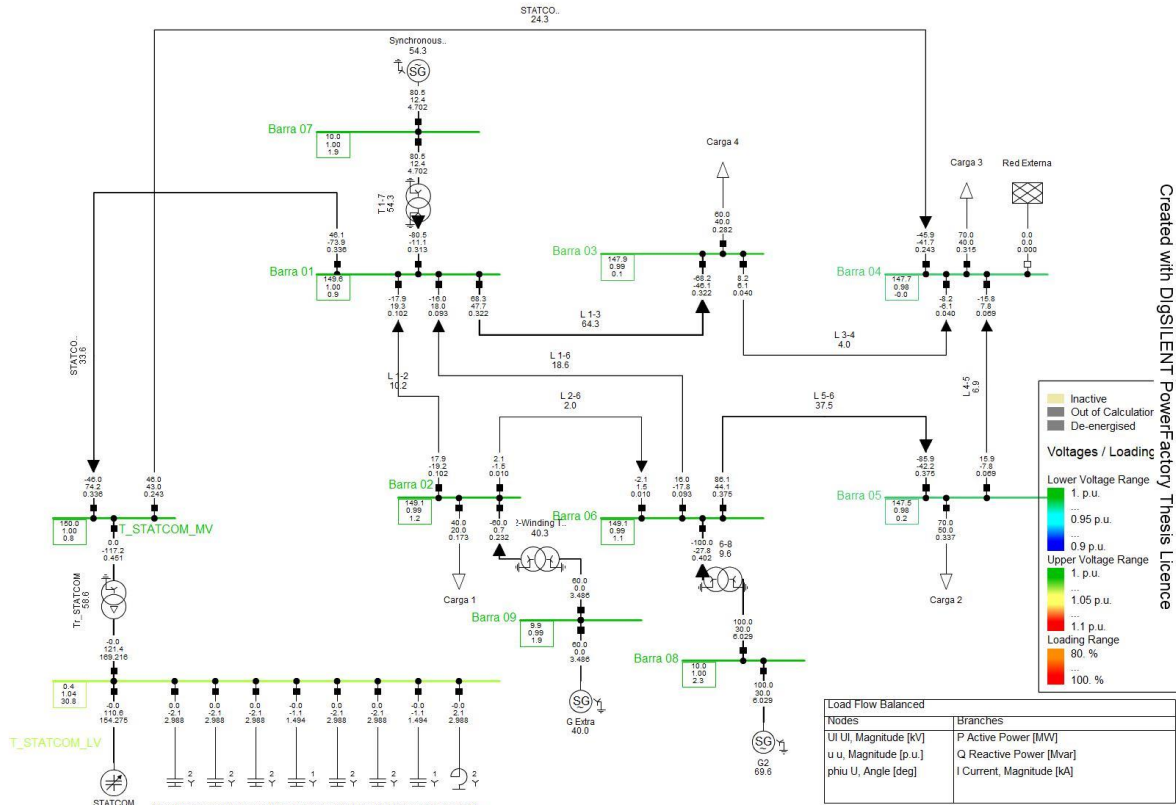 STATCO..
24.3
Synchronous..
54.3
SG
80.5
12.4
4.702
Barra 07
10.0
1.00
1.9
80.5
12.4
4.702
T 1-7
54.3
Carga 4
Carga 3
Red Externa
46.1
-73.9
0.336
-80.5
-11.1
0.313
60.0
40.0
0.282
-45.9
-41.7
0.243
70.0
40.0
0.315
0.0
0.0
0.000
Barra 01
149.6
1.00
0.9
Barra 03
147.9
0.99
0.1
Barra 04
147.7
0.98
-0.0
-17.9
19.3
0.102
-16.0
18.0
0.093
68.3
47.7
0.322
-68.2
-46.1
0.322
8.2
6.1
0.040
-8.2
-6.1
0.040
-15.8
7.8
0.069
L 1-3
64.3
L 3-4
4.0
STATCO..
33.6
L 1-2
10.2
L 1-6
18.6
L 2-6
2.0
L 5-6
37.5
L 4-5
6.9
-46.0
74.2
0.336
46.0
43.0
0.243
17.9
-19.2
0.102
2.1
-1.5
0.010
-2.1
1.5
0.010
16.0
-17.8
0.093
86.1
44.1
0.375
-85.9
-42.2
0.375
15.9
-7.8
0.069
T_STATCOM_MV
150.0
1.00
0.8
Barra 02
149.1
0.99
1.2
Barra 06
149.1
0.99
1.1
Barra 05
147.5
0.98
0.2
0.0
-117.2
0.451
40.0
20.0
0.173
-60.0
0.7
0.232
2-Winding T..
40.3
-100.0
-27.8
0.402
6-8
9.6
70.0
50.0
0.337
Tr_STATCOM
58.6
Carga 1
Carga 2
60.0
0.0
3.486
Barra 09
9.9
0.99
1.9
60.0
0.0
3.486
100.0
30.0
6.029
Barra 08
10.0
1.00
2.3
100.0
30.0
6.029
-0.0
121.4
169.216
0.4
1.04
30.8
T_STATCOM_LV
-0.0
-110.6
154.275
0.0
-2.1
2.988
0.0
-2.1
2.988
0.0
-2.1
2.988
-0.0
-1.1
1.494
0.0
-2.1
2.988
0.0
-2.1
2.988
-0.0
-1.1
1.494
-0.0
-2.1
2.988
2
Y
2
Y
2
Y
1
Y
2
Y
2
Y
1
Y
2
Y
STATCOM
SG
G Extra
40.0
SG
G2
69.6
Inactive
Out of Calculation
De-energised
Voltages / Loading
Lower Voltage Range
1. p.u.
...
0.95 p.u.
...
0.9 p.u.
Upper Voltage Range
1. p.u.
...
1.05 p.u.
...
1.1 p.u.
Loading Range
80. %
...
100. %
Created with DIgSILENT PowerFactory Thesis Licence
Load Flow Balanced
Nodes
Branches
Ul Ul, Magnitude [kV]
P Active Power [MW]
u u, Magnitude [p.u.]
Q Reactive Power [Mvar]
phiu U, Angle [deg]
I Current, Magnitude [kA]